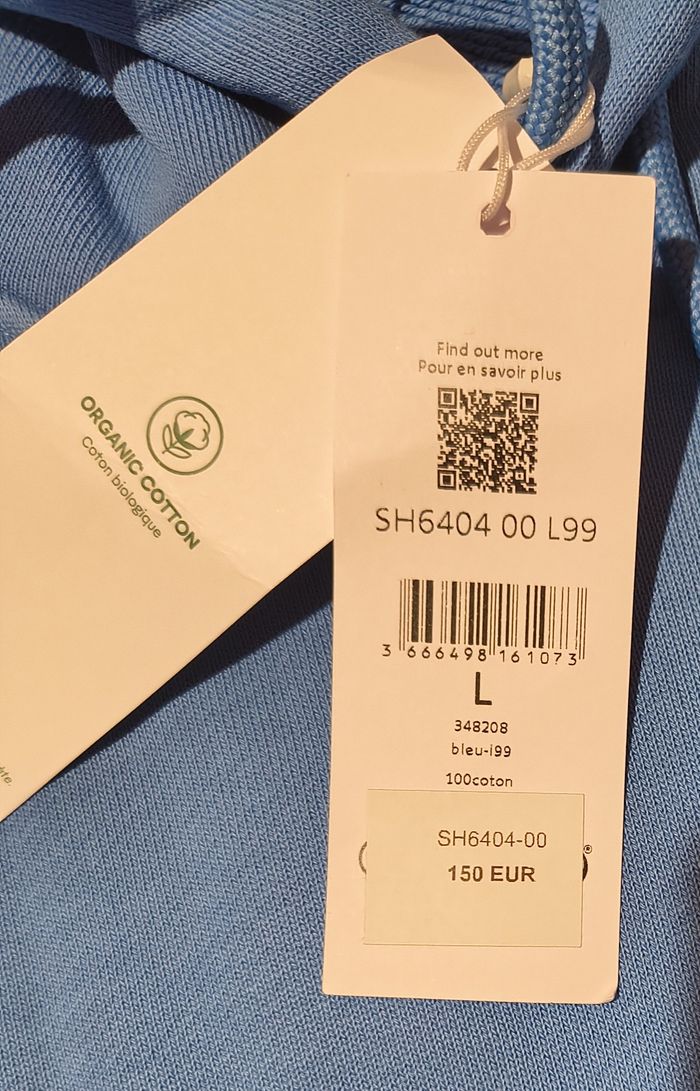 ORGANIC COTTON
Coton biologique
Find out more
Pour en savoir plus
SH6404 00 L99
3 666498 161073
L
348208
bleu-i99
100coton
SH6404-00
150 EUR